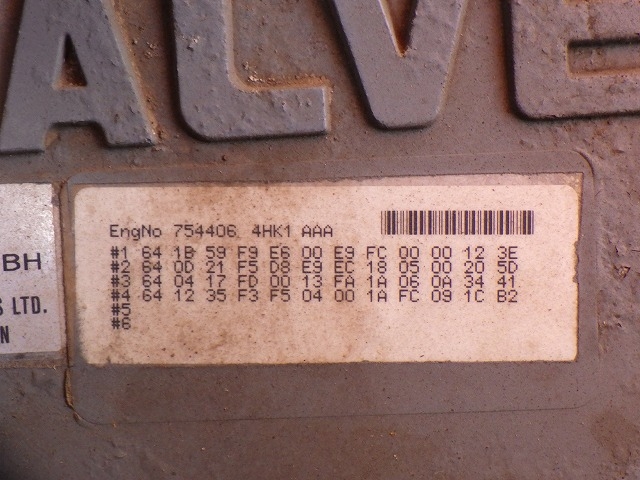 ALVE
EngNo 754406 4HK1 AAA
#1 64 1B 59 F9 E6 00 E9 FC 00 00 12 3E
#2 64 0D 21 F5 D8 E9 EC 18 05 00 20 5D
#3 64 04 17 FD 00 13 FA 1A 06 0A 34 41
#4 64 12 35 F3 F5 04 00 1A FC 09 1C B2
#5
#6
BH
S LTD.
N